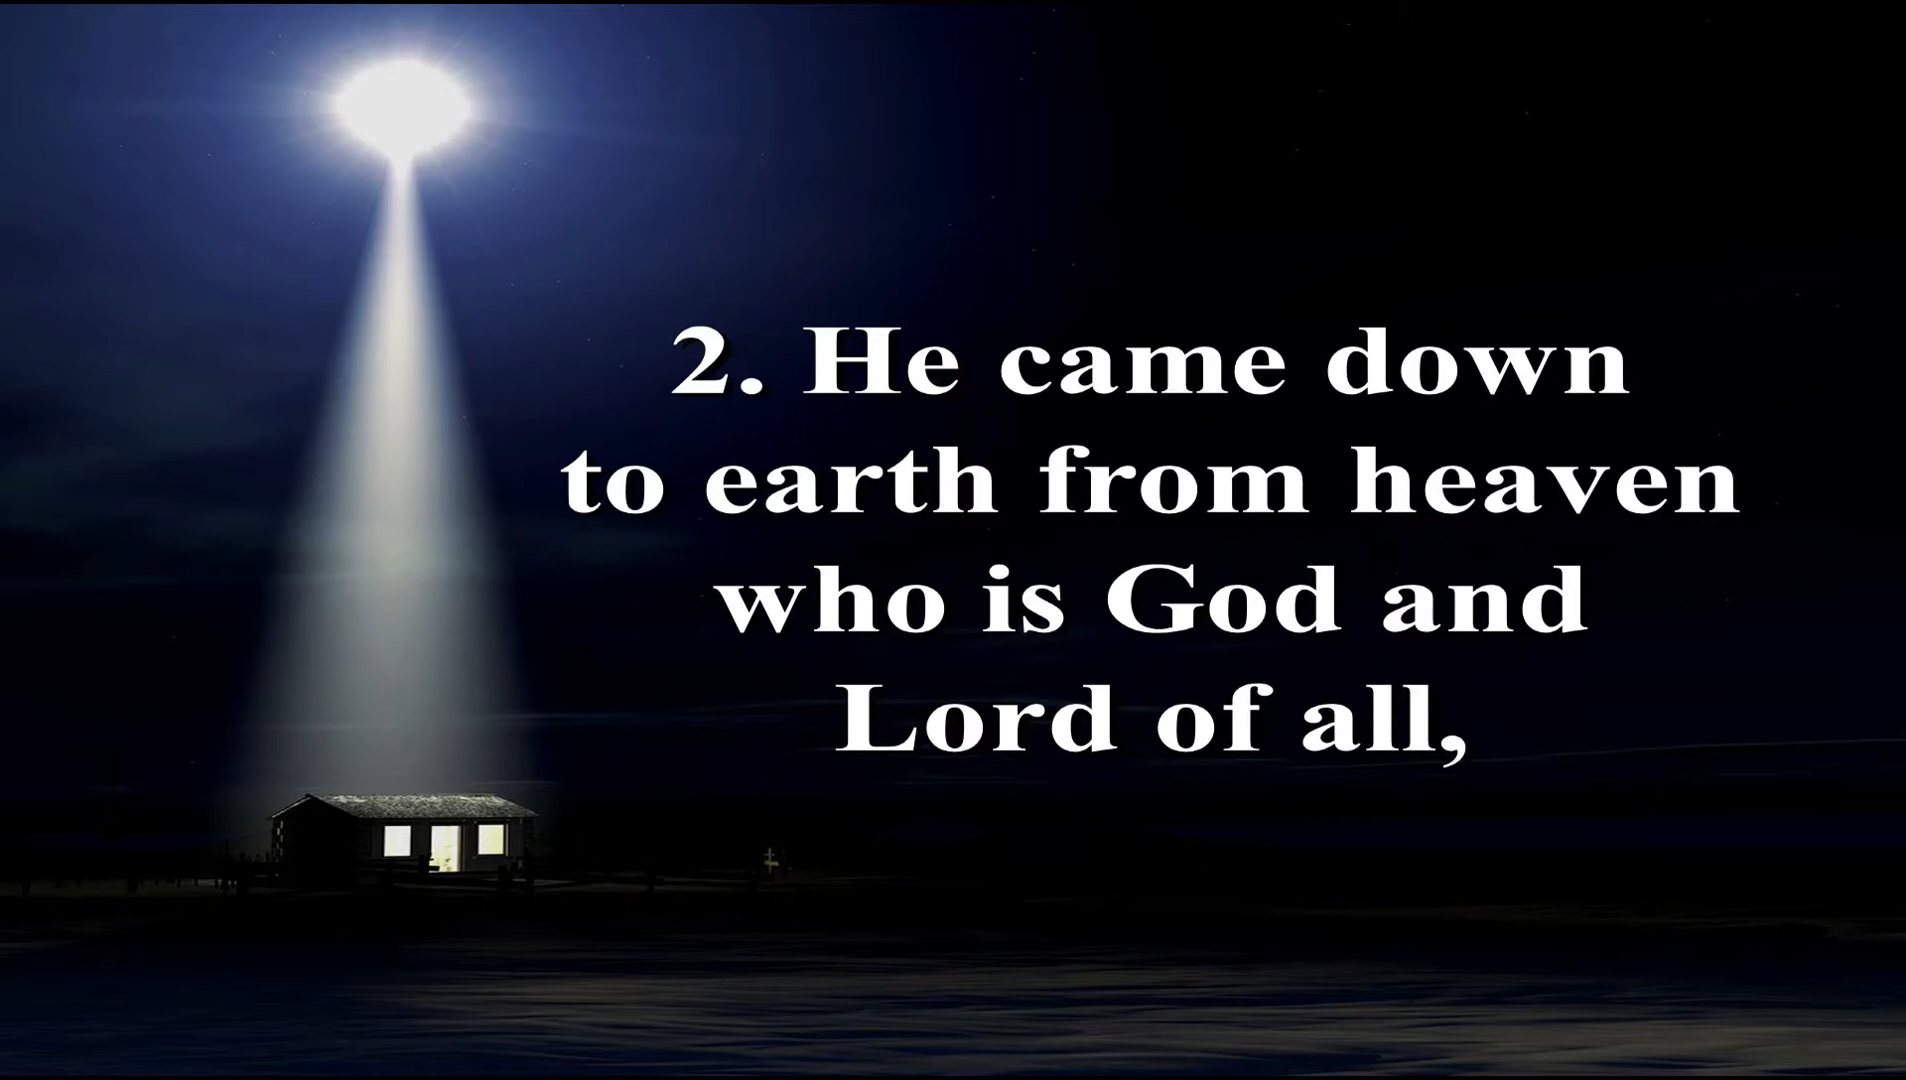 2. He came down
to earth from heaven
who is God and
Lord of all,